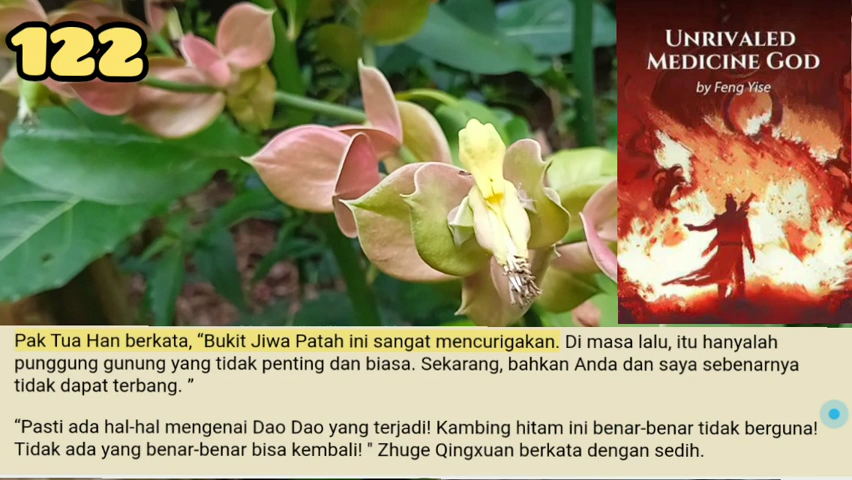 122
UNRIVALED
MEDICINE GOD
by Feng Yise
Pak Tua Han berkata, “Bukit Jiwa Patah ini sangat mencurigakan. Di masa lalu, itu hanyalah
punggung gunung yang tidak penting dan biasa. Sekarang, bahkan Anda dan saya sebenarnya
tidak dapat terbang. ”
“Pasti ada hal-hal mengenai Dao Dao yang terjadi! Kambing hitam ini benar-benar tidak berguna!
Tidak ada yang benar-benar bisa kembali! " Zhuge Qingxuan berkata dengan sedih.